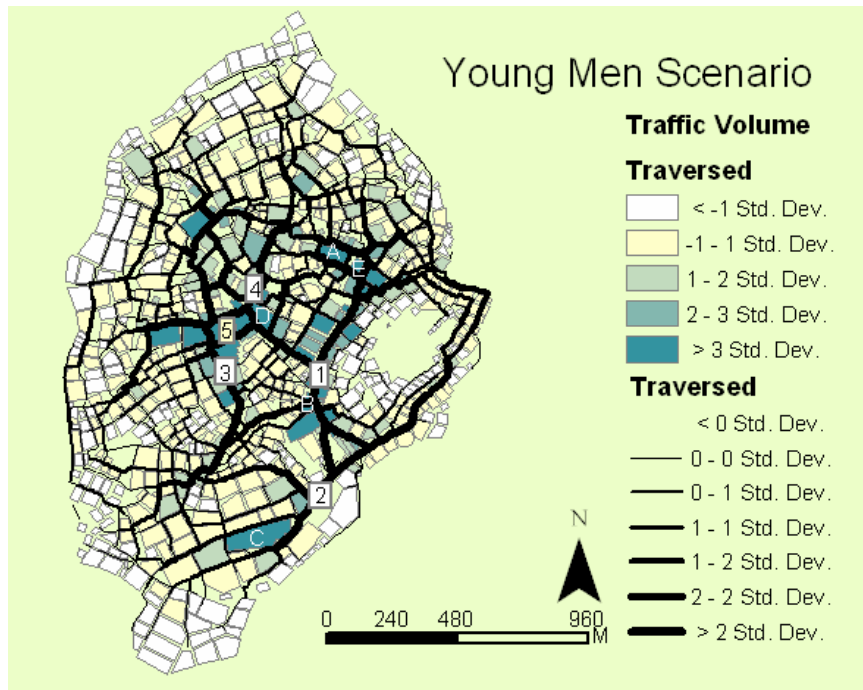 Young Men Scenario
Traffic Volume
Traversed
< -1 Std. Dev.
-1 - 1 Std. Dev.
1 - 2 Std. Dev.
2 - 3 Std. Dev.
> 3 Std. Dev.
Traversed
< 0 Std. Dev.
0 - 0 Std. Dev.
0 - 1 Std. Dev.
1 - 1 Std. Dev.
1 - 2 Std. Dev.
2 - 2 Std. Dev.
> 2 Std. Dev.
A
E
4
D
5
3
1
B
2
C
N
0 240 480 960
M